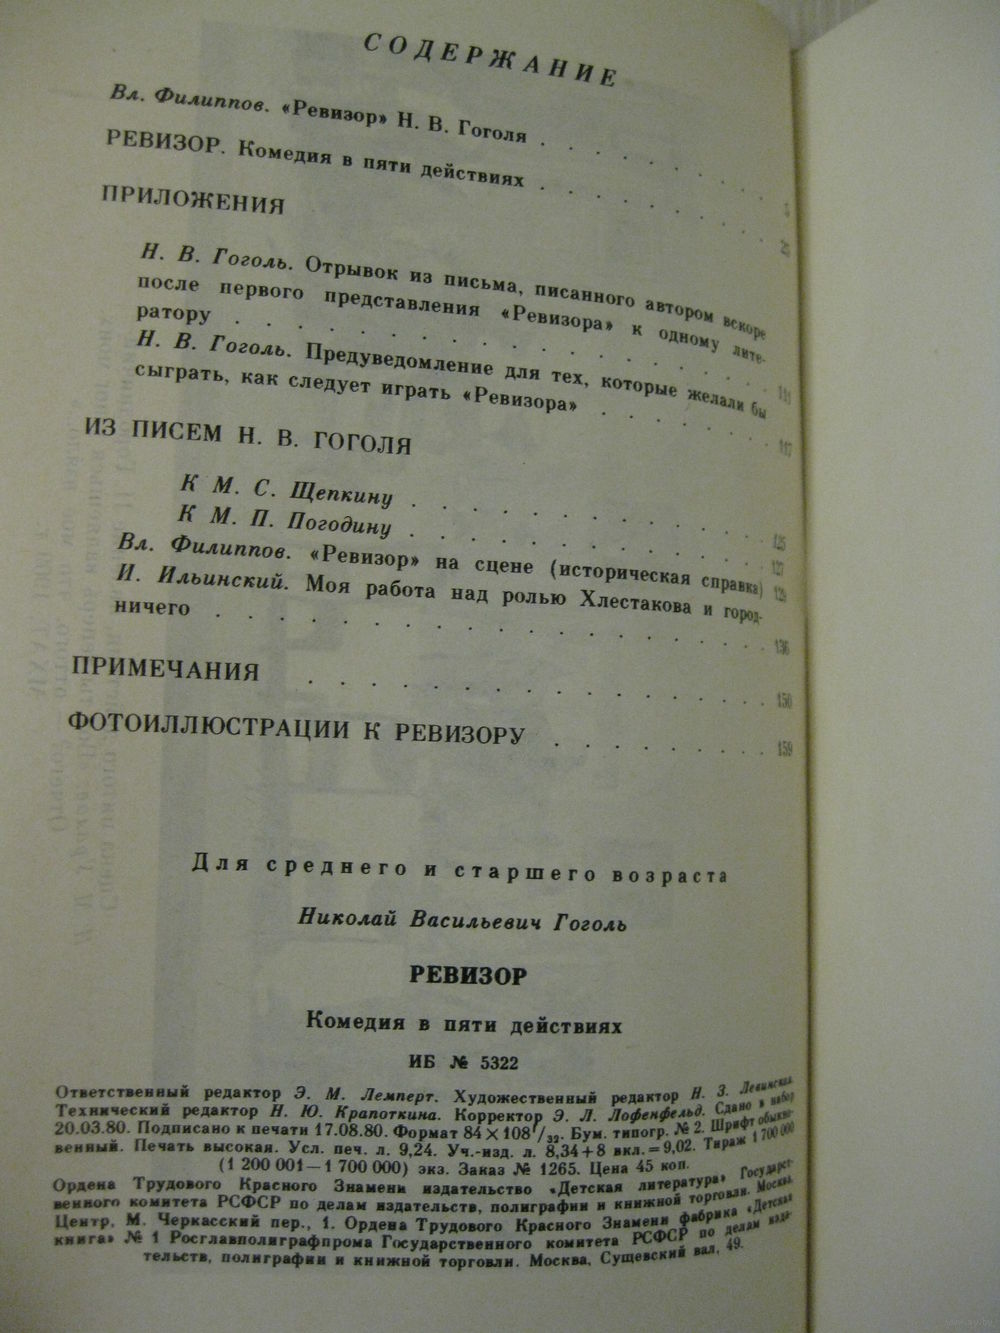 СОДЕРЖАНИЕ
Вл. Филиппов. «Ревизор» Н. В. Гоголя . . . . . . .
РЕВИЗОР. Комедия в пяти действиях . . . . . . .
ПРИЛОЖЕНИЯ
Н. В. Гоголь. Отрывок из письма, писанного автором вскоре
после первого представления «Ревизора» к одному лите-
ратору . . . . . . . . . . . . . . . .
Н. В. Гоголь. Предуведомление для тех, которые желали бы
сыграть, как следует играть «Ревизора» . . . . . . 117
ИЗ ПИСЕМ Н. В. ГОГОЛЯ
К М. С. Щепкину . . . . . . . . . . . . 125
К М. П. Погодину . . . . . . . . . . . . 127
Вл. Филиппов. «Ревизор» на сцене (историческая справка) 129
И. Ильинский. Моя работа над ролью Хлестакова и город-
ничего . . . . . . . . . . . . . . . . . 136
ПРИМЕЧАНИЯ . . . . . . . . . . . . . . . 150
ФОТОИЛЛЮСТРАЦИИ К РЕВИЗОРУ . . . . . . . 159
Для среднего и старшего возраста
Николай Васильевич Гоголь
РЕВИЗОР
Комедия в пяти действиях
ИБ № 5322
Ответственный редактор Э. М. Лемперт. Художественный редактор Н. З. Левинская.
Технический редактор Н. Ю. Крапоткина. Корректор Э. Л. Лофенфельд. Сдано в набор
20.03.80. Подписано к печати 17.08.80. Формат 84×108 1/32. Бум. типогр. № 2. Шрифт обыкно-
венный. Печать высокая. Усл. печ. л. 9,24. Уч.-изд. л. 8,34+8 вкл.=9,02. Тираж 1 700 000
(1 200 001—1 700 000) экз. Заказ № 1265. Цена 45 коп.
Ордена Трудового Красного Знамени издательство «Детская литература» Государст-
венного комитета РСФСР по делам издательств, полиграфии и книжной торговли. Москва.
Центр, М. Черкасский пер., 1. Ордена Трудового Красного Знамени фабрика «Детская
книга» № 1 Росглавполиграфпрома Государственного комитета РСФСР по делам изда-
тельств, полиграфии и книжной торговли. Москва, Сущевский вал, 49.